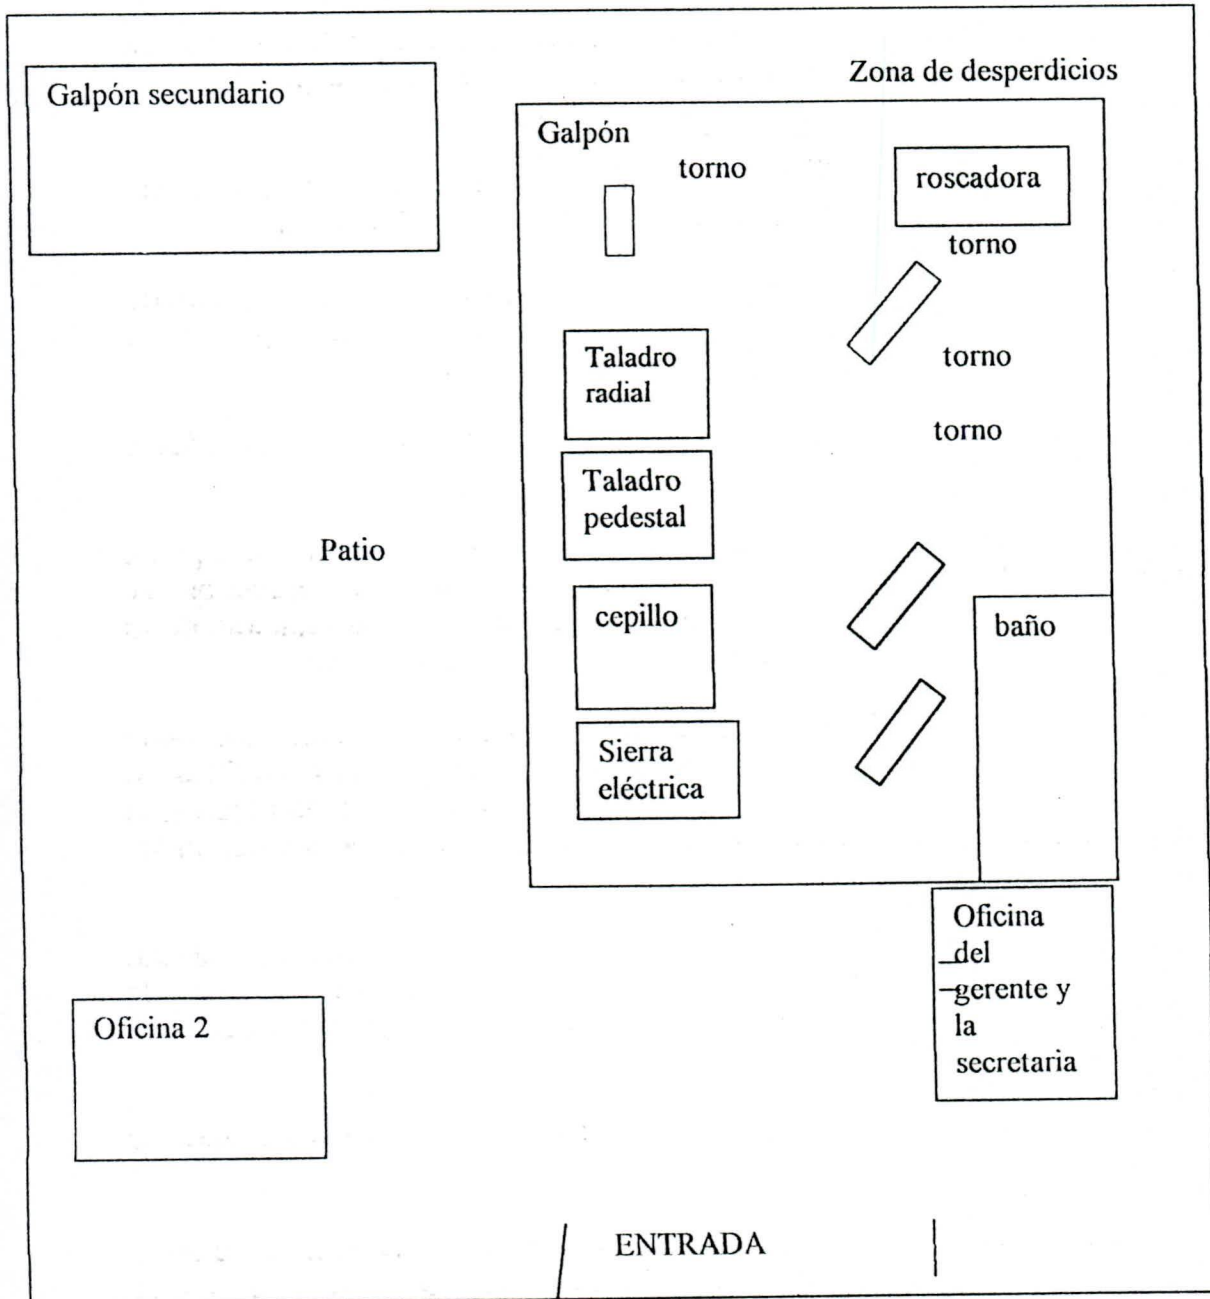 Zona de desperdicios
Galpón secundario
Galpón
torno
roscadora
torno
Taladro
radial
torno
torno
Taladro
pedestal
Patio
cepillo
baño
Sierra
eléctrica
Oficina
del
gerente y
la
secretaria
Oficina 2
ENTRADA